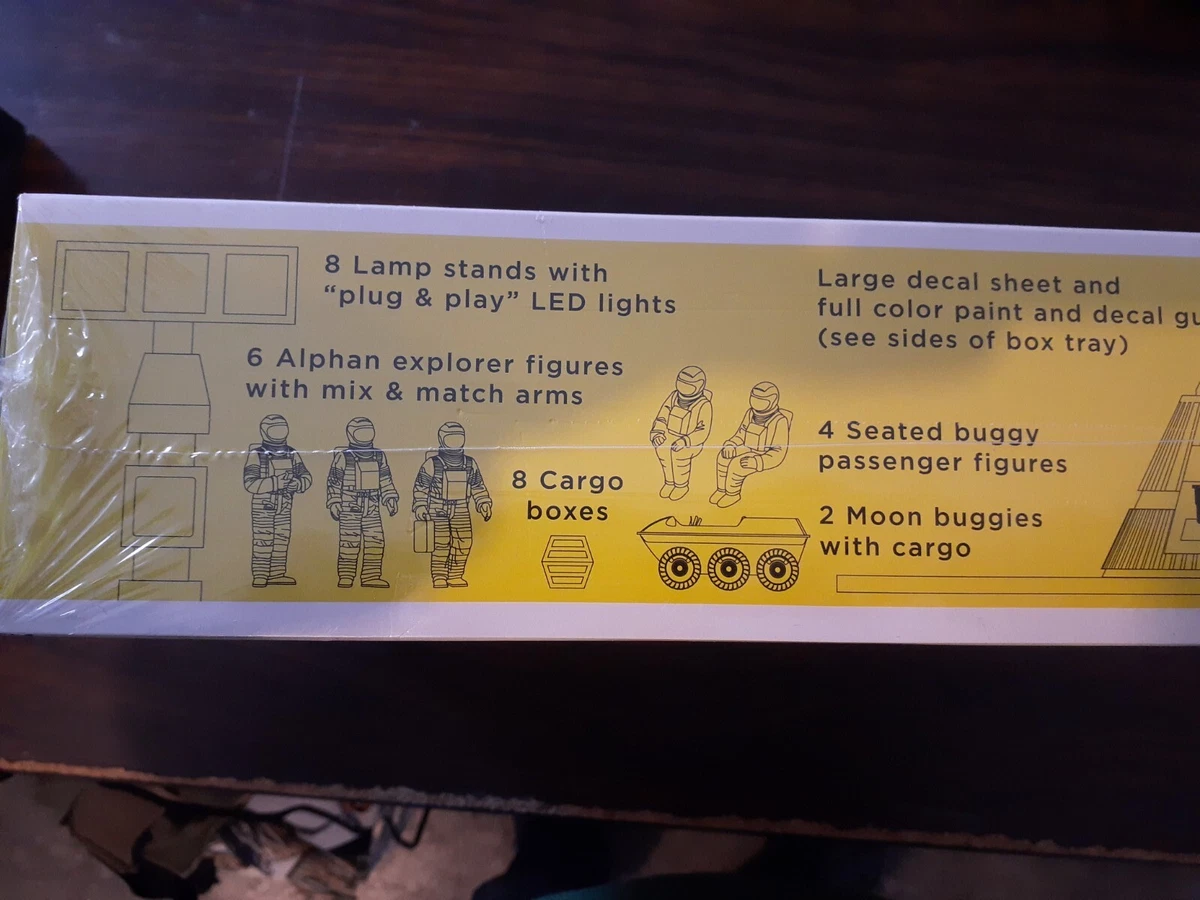 8 Lamp stands with
“plug & play” LED lights
6 Alphan explorer figures
with mix & match arms
8 Cargo
boxes
Large decal sheet and
full color paint and decal
(see sides of box tray)
4 Seated buggy
passenger figures
2 Moon buggies
with cargo